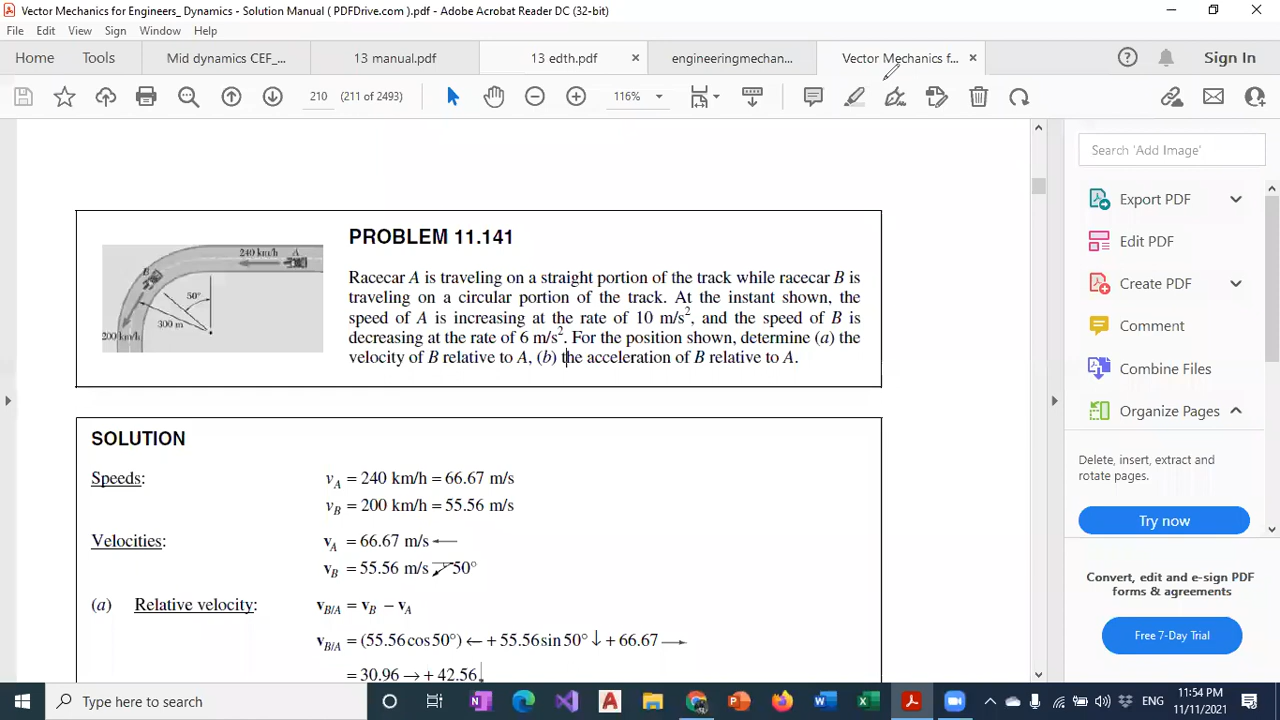 Vector Mechanics for Engineers_ Dynamics - Solution Manual ( PDFDrive.com ).pdf - Adobe Acrobat Reader DC (32-bit)
File Edit View Sign Window Help
Home Tools Mid dynamics CEF_... 13 manual.pdf 13 edth.pdf × engineeringmechan... Vector Mechanics f... × Sign In
210 (211 of 2493) 116%
Search 'Add Image'
Export PDF
Edit PDF
Create PDF
Comment
Combine Files
Organize Pages
Delete, insert, extract and
rotate pages.
Try now
Convert, edit and e-sign PDF
forms & agreements
Free 7-Day Trial
240 km/h A
B
50°
300 m
200 km/h
PROBLEM 11.141
Racecar A is traveling on a straight portion of the track while racecar B is
traveling on a circular portion of the track. At the instant shown, the
speed of A is increasing at the rate of 10 m/s², and the speed of B is
decreasing at the rate of 6 m/s². For the position shown, determine (a) the
velocity of B relative to A, (b) the acceleration of B relative to A.
SOLUTION
Speeds: vA = 240 km/h = 66.67 m/s
vB = 200 km/h = 55.56 m/s
Velocities: vA = 66.67 m/s ←
vB = 55.56 m/s ↙ 50°
(a) Relative velocity: vB/A = vB − vA
vB/A = (55.56 cos 50°) ← + 55.56 sin 50° ↓ + 66.67 →
= 30.96 → + 42.56 ↓
Type here to search
ENG 11:54 PM
11/11/2021